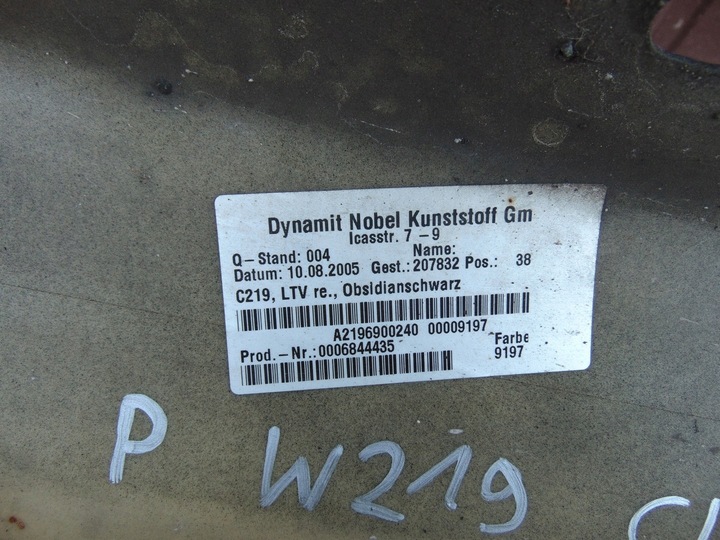 Dynamit Nobel Kunststoff Gm
Icasstr. 7-9
Q-Stand: 004 Name:
Datum: 10.08.2005 Gest.: 207832 Pos.: 38
C219, LTV re., Obsidianschwarz
A2196900240 00009197
Prod.-Nr.:0006844435 Farbe
9197
P W219